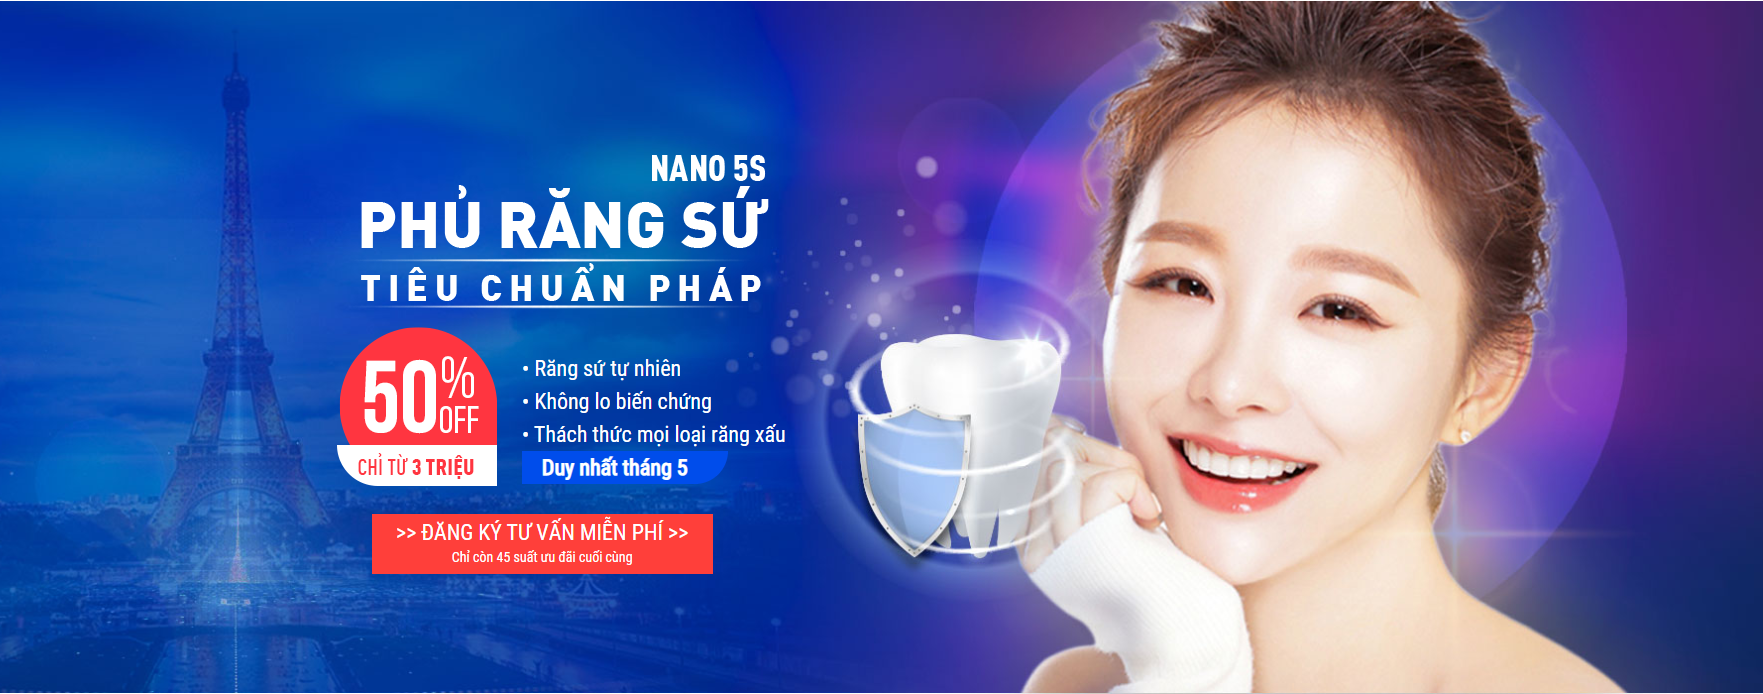 NANO 5S
PHỦ RĂNG SỨ
TIÊU CHUẨN PHÁP
50% OFF
CHỈ TỪ 3 TRIỆU
• Răng sứ tự nhiên
• Không lo biến chứng
• Thách thức mọi loại răng xấu
Duy nhất tháng 5
>> ĐĂNG KÝ TƯ VẤN MIỄN PHÍ >>
Chỉ còn 45 suất ưu đãi cuối cùng